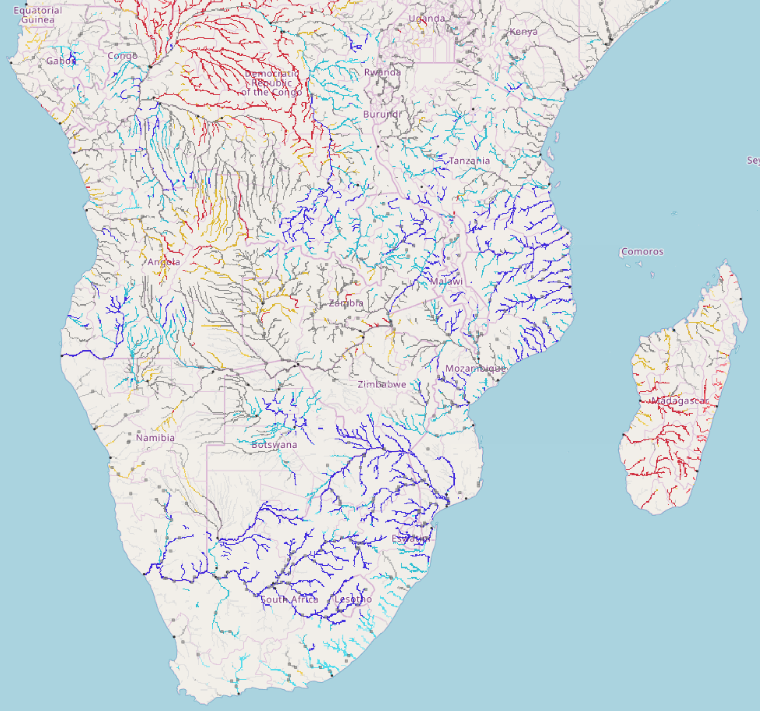 Equatorial
Guinea
Uganda
Kenya
Gabon
Congo
Democratic
Republic
of the Congo
Rwanda
Burundi
Tanzania
Sey
Comoros
Angola
Malawi
Zambia
Mozambique
Zimbabwe
Madagascar
Namibia
Botswana
Eswatini
South Africa
Lesotho